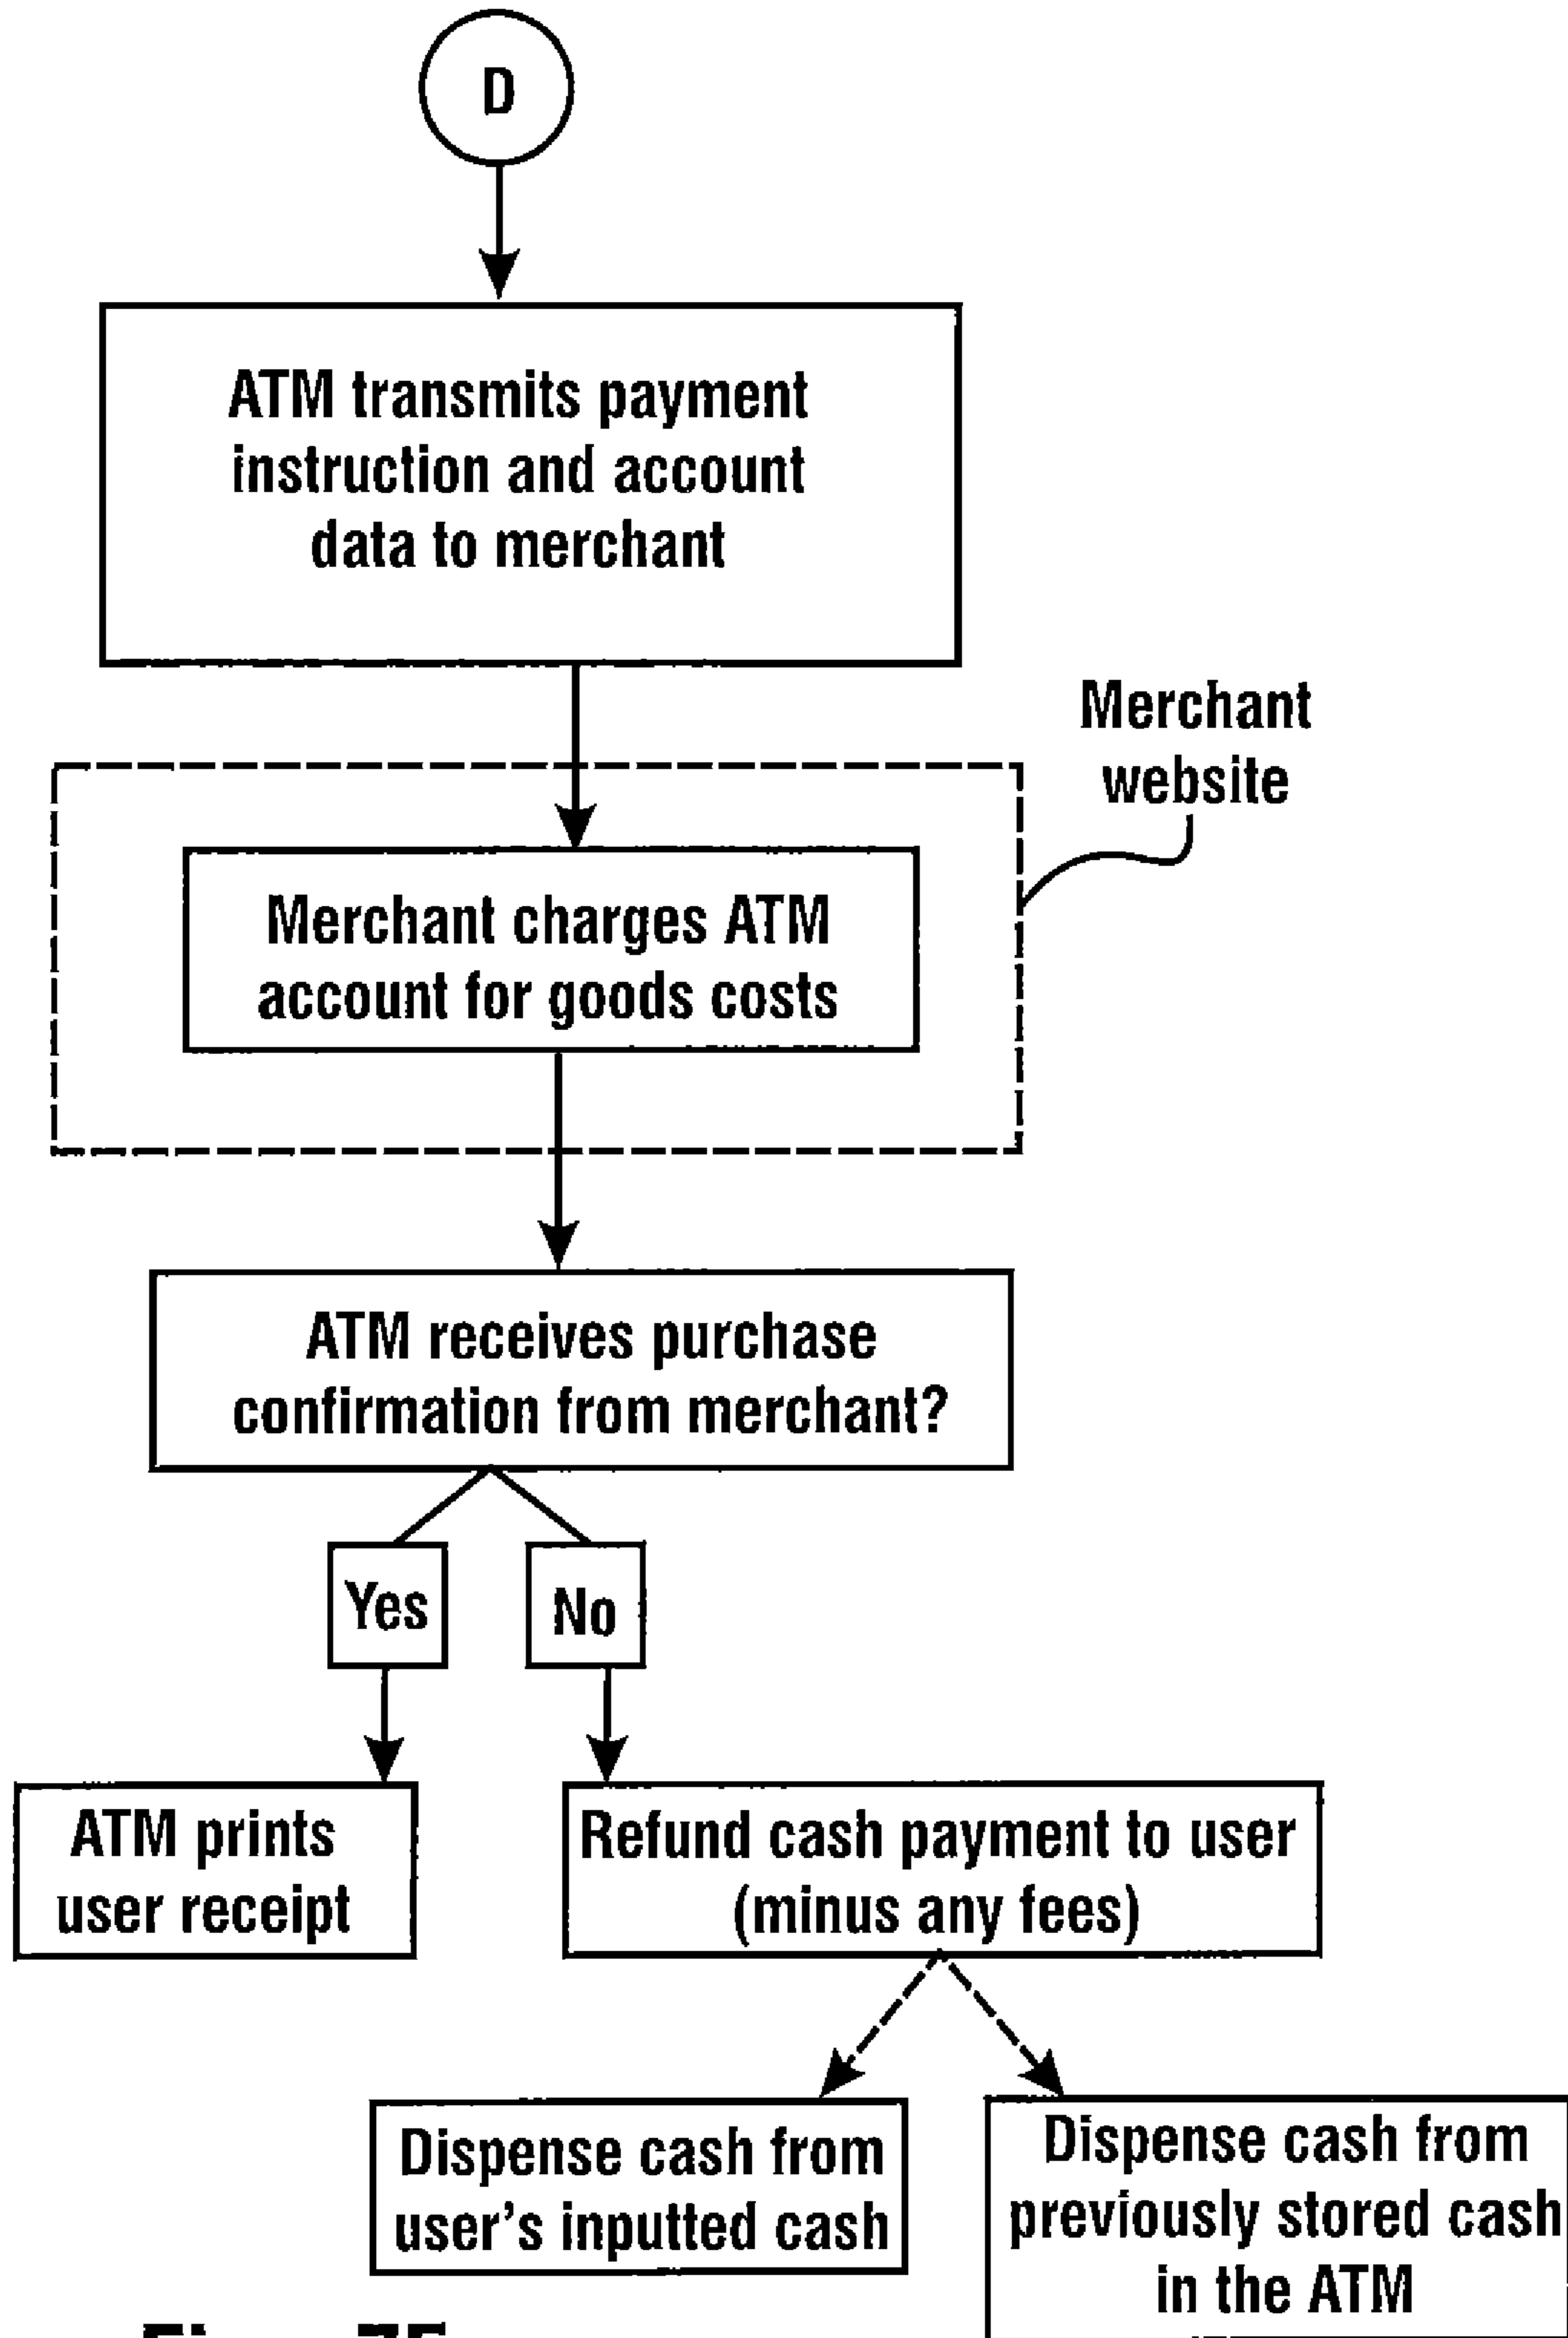 D
ATM transmits payment
instruction and account
data to merchant
Merchant
website
Merchant charges ATM
account for goods costs
ATM receives purchase
confirmation from merchant?
Yes
No
ATM prints
user receipt
Refund cash payment to user
(minus any fees)
Dispense cash from
user's inputted cash
Dispense cash from
previously stored cash
in the ATM